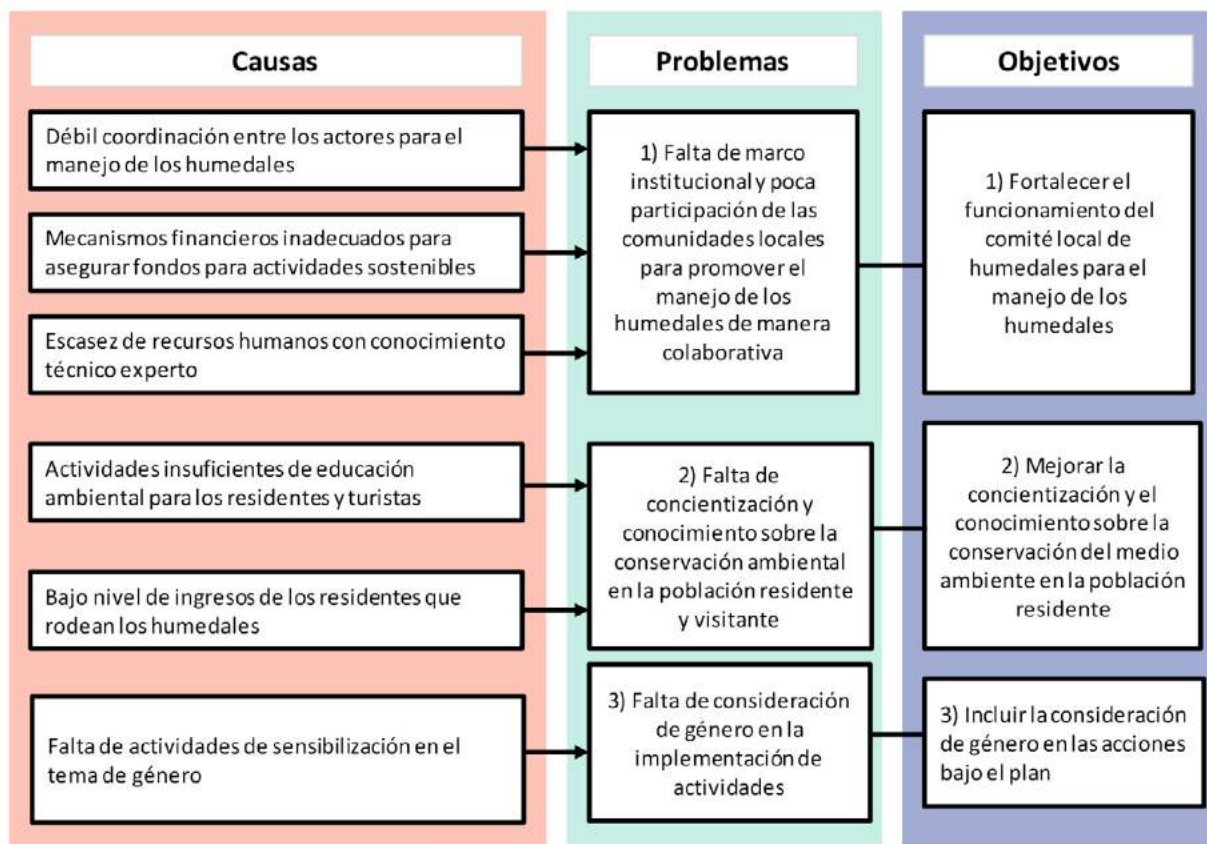 Causas
Débil coordinación entre los actores para el
manejo de los humedales
Mecanismos financieros inadecuados para
asegurar fondos para actividades sostenibles
Escasez de recursos humanos con conocimiento
técnico experto
Actividades insuficientes de educación
ambiental para los residentes y turistas
Bajo nivel de ingresos de los residentes que
rodean los humedales
Falta de actividades de sensibilización en el
tema de género
Problemas
1) Falta de marco
institucional y poca
participación de las
comunidades locales
para promover el
manejo de los
humedales de manera
colaborativa
2) Falta de
concientización y
conocimiento sobre la
conservación ambiental
en la población residente
y visitante
3) Falta de consideración
de género en la
implementación de
actividades
Objetivos
1) Fortalecer el
funcionamiento del
comité local de
humedales para el
manejo de los
humedales
2) Mejorar la
concientización y el
conocimiento sobre la
conservación del medio
ambiente en la población
residente
3) Incluir la consideración
de género en las acciones
bajo el plan